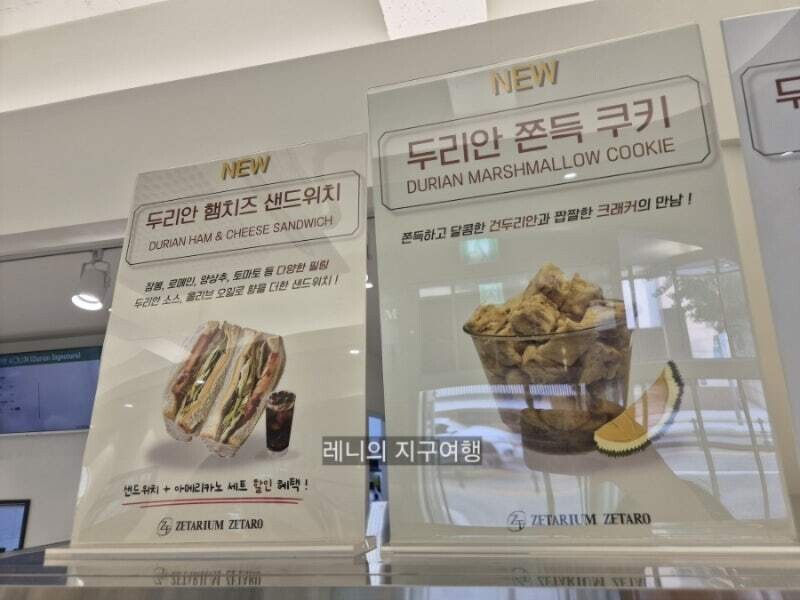 NEW
두리안 햄치즈 샌드위치
DURIAN HAM & CHEESE SANDWICH
잠봉, 로메인, 양상추, 토마토 등 다양한 필링
두리안 소스, 올리브 오일로 향을 더한 샌드위치!
샌드위치 + 아메리카노 세트 할인 혜택!
ZETARIUM ZETARO
NEW
두리안 쫀득 쿠키
DURIAN MARSHMALLOW COOKIE
쫀득하고 달콤한 건두리안과 짭짤한 크래커의 만남!
ZETARIUM ZETARO
레니의 지구여행